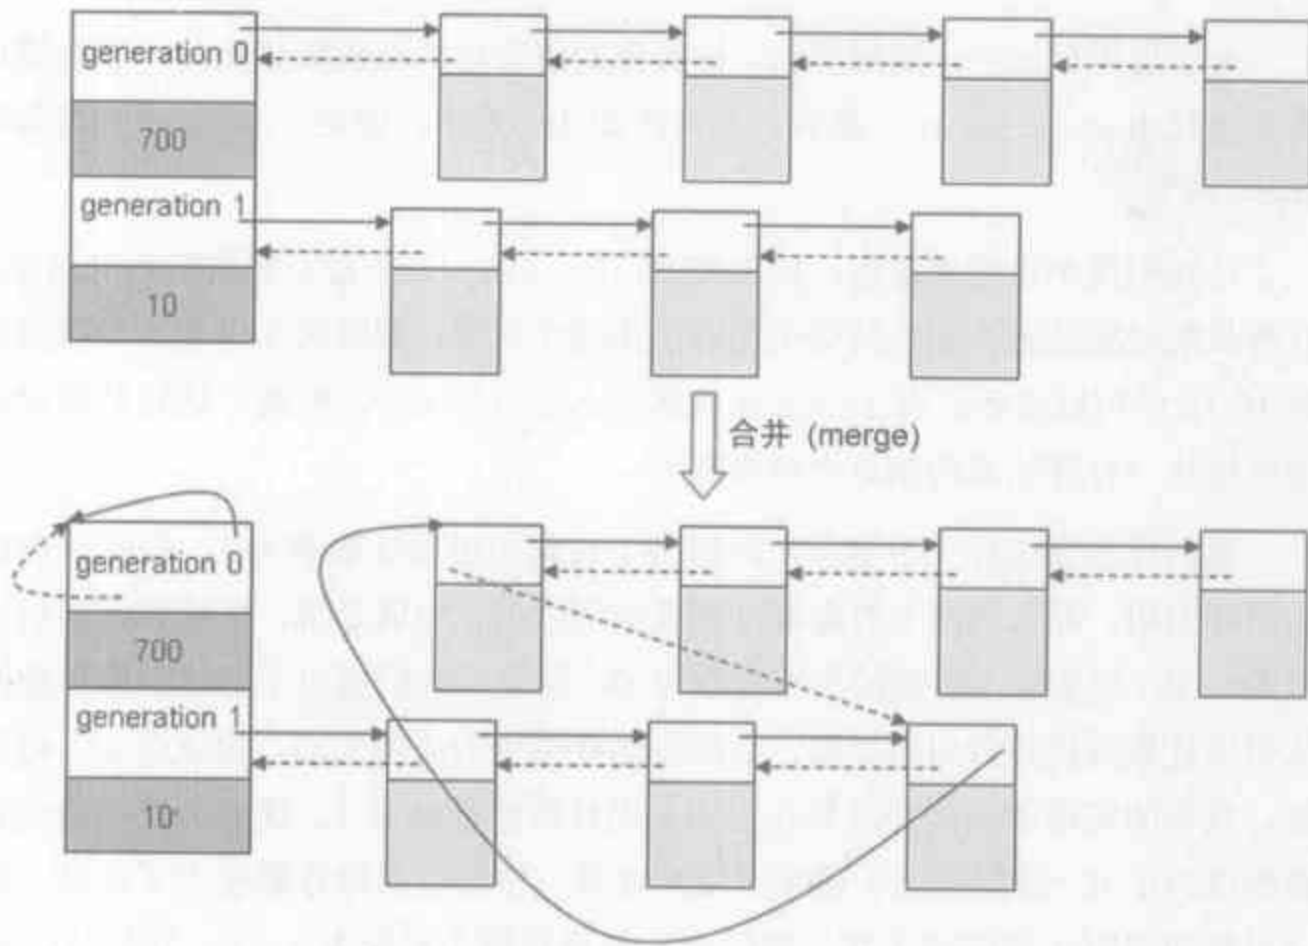 generation 0
700
generation 1
10
合并 (merge)
generation 0
700
generation 1
10